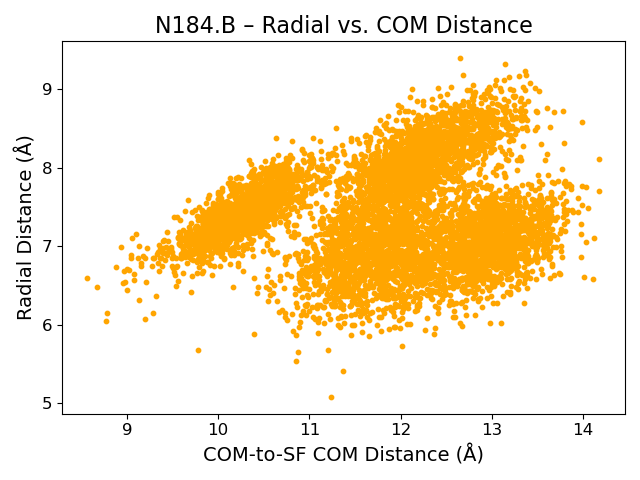 N184.B – Radial vs. COM Distance
Radial Distance (Å)
9
8
7
6
5
9 10 11 12 13 14
COM-to-SF COM Distance (Å)